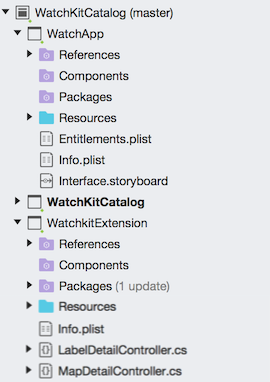 WatchKitCatalog (master)
WatchApp
References
Components
Packages
Resources
Entitlements.plist
Info.plist
Interface.storyboard
WatchKitCatalog
WatchkitExtension
References
Components
Packages (1 update)
Resources
Info.plist
LabelDetailController.cs
MapDetailController.cs